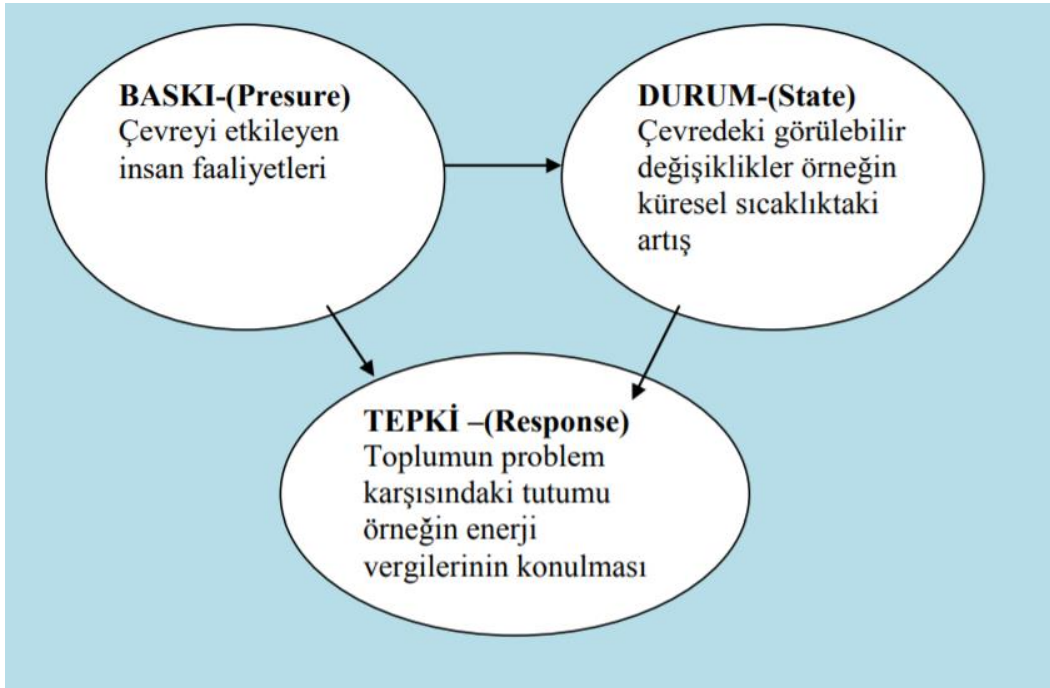 BASKI-(Presure)
Çevreyi etkileyen
insan faaliyetleri
DURUM-(State)
Çevredeki görülebilir
değişiklikler örneğin
küresel sıcaklıktaki
artış
TEPKİ –(Response)
Toplumun problem
karşısındaki tutumu
örneğin enerji
vergilerinin konulması